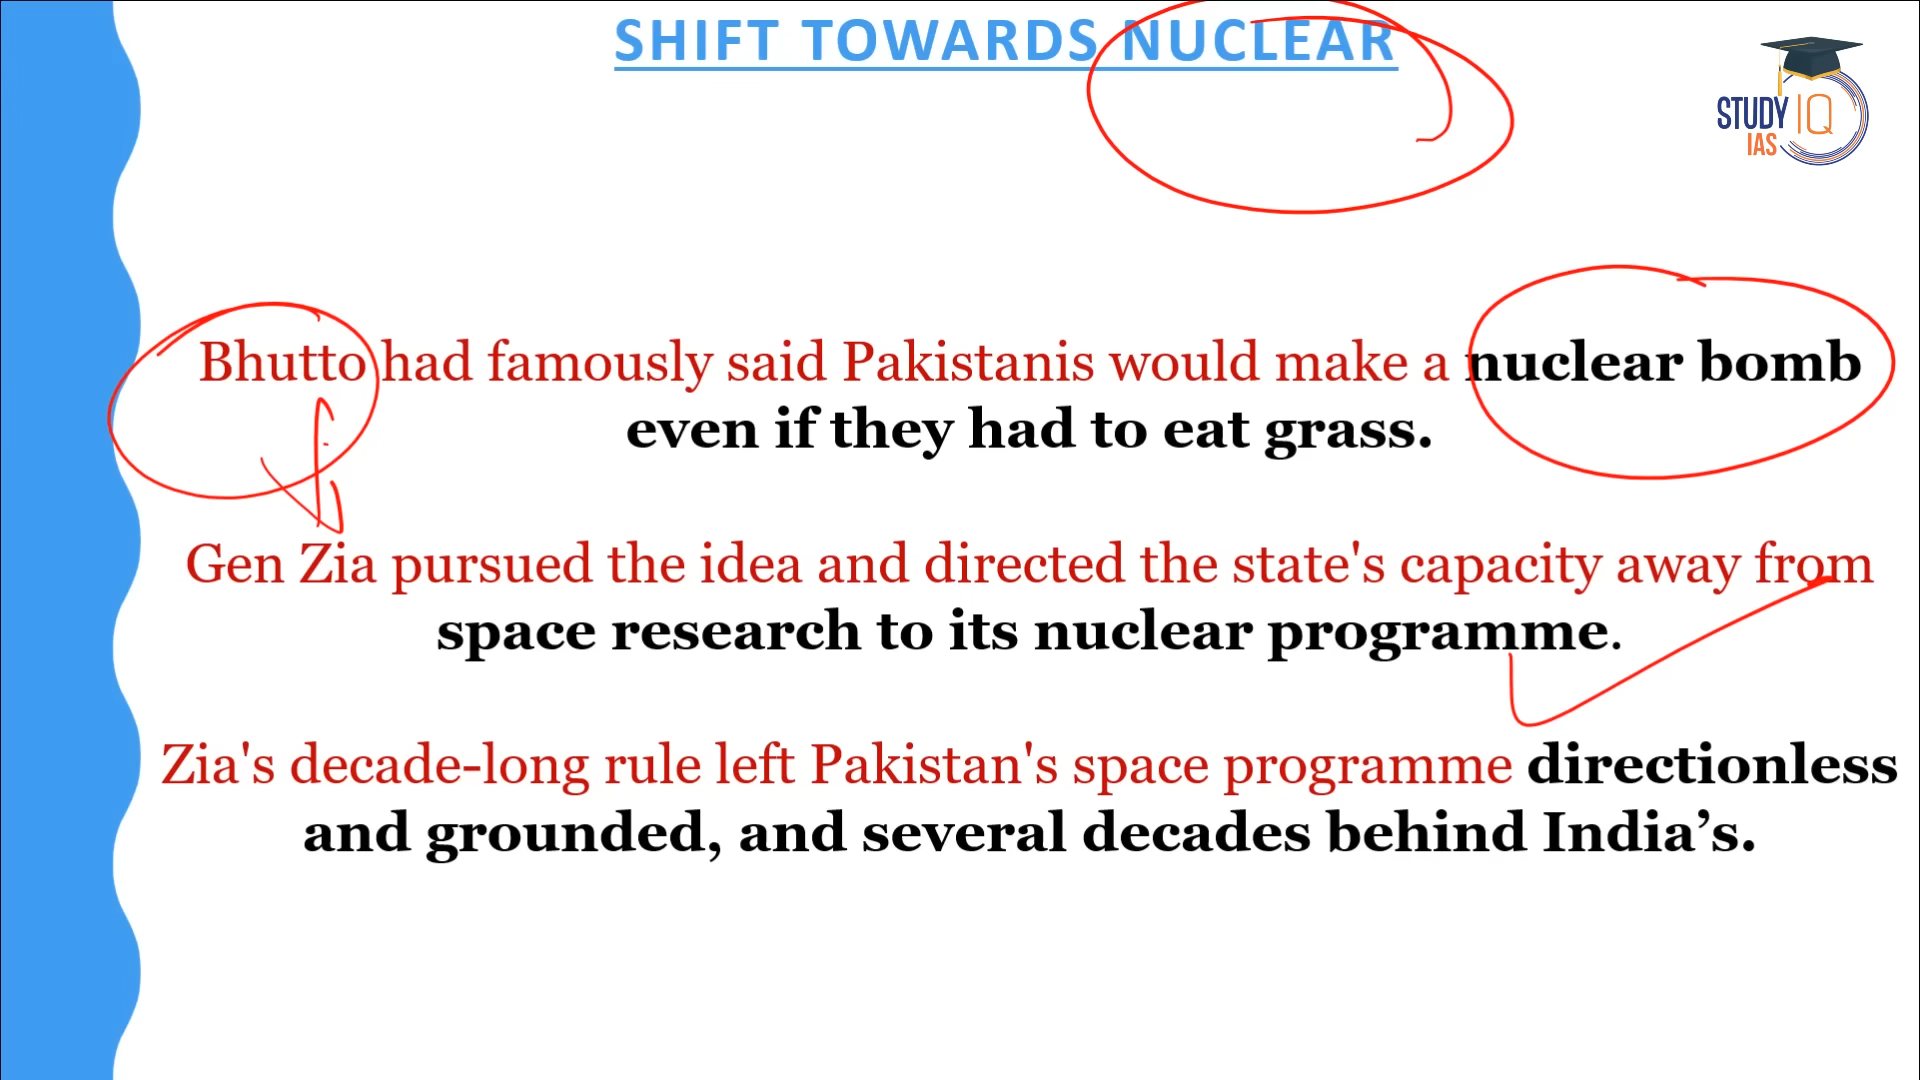 SHIFT TOWARDS NUCLEAR
STUDY IQ
IAS
Bhutto had famously said Pakistanis would make a nuclear bomb
even if they had to eat grass.
Gen Zia pursued the idea and directed the state's capacity away from
space research to its nuclear programme.
Zia's decade-long rule left Pakistan's space programme directionless
and grounded, and several decades behind India’s.